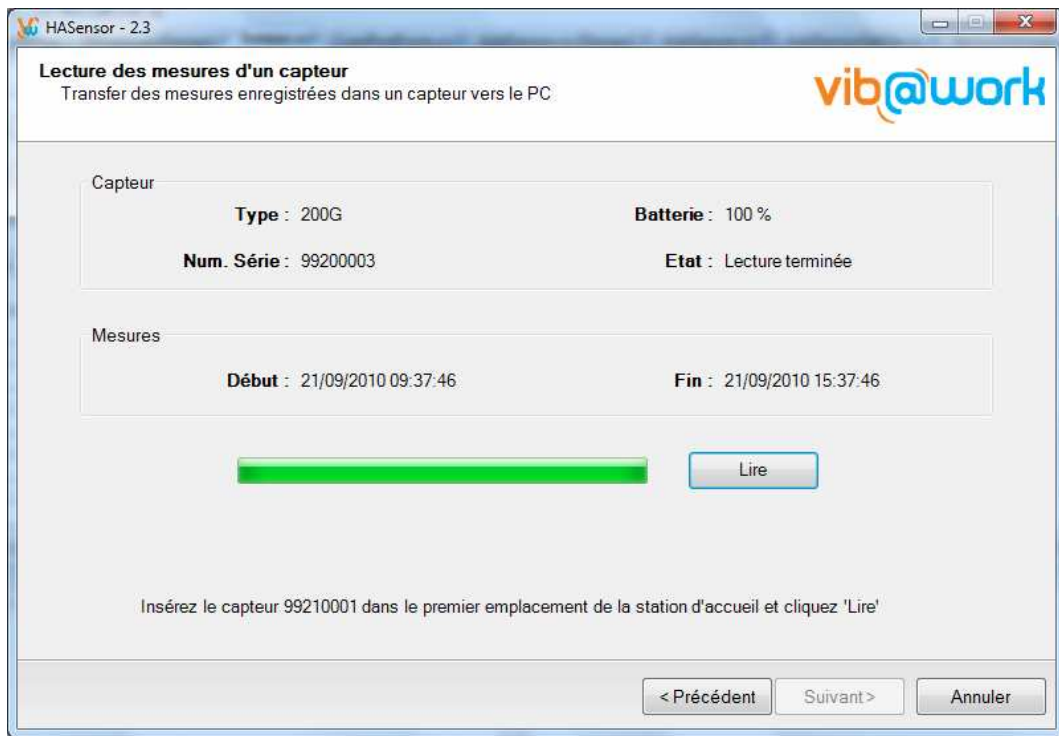 HASensor - 2.3
Lecture des mesures d'un capteur
Transfer des mesures enregistrées dans un capteur vers le PC
vib@work
Capteur
Type : 200G
Batterie : 100 %
Num. Série : 99200003
Etat : Lecture terminée
Mesures
Début : 21/09/2010 09:37:46
Fin : 21/09/2010 15:37:46
Lire
Insérez le capteur 99210001 dans le premier emplacement de la station d'accueil et cliquez 'Lire'
< Précédent
Suivant >
Annuler